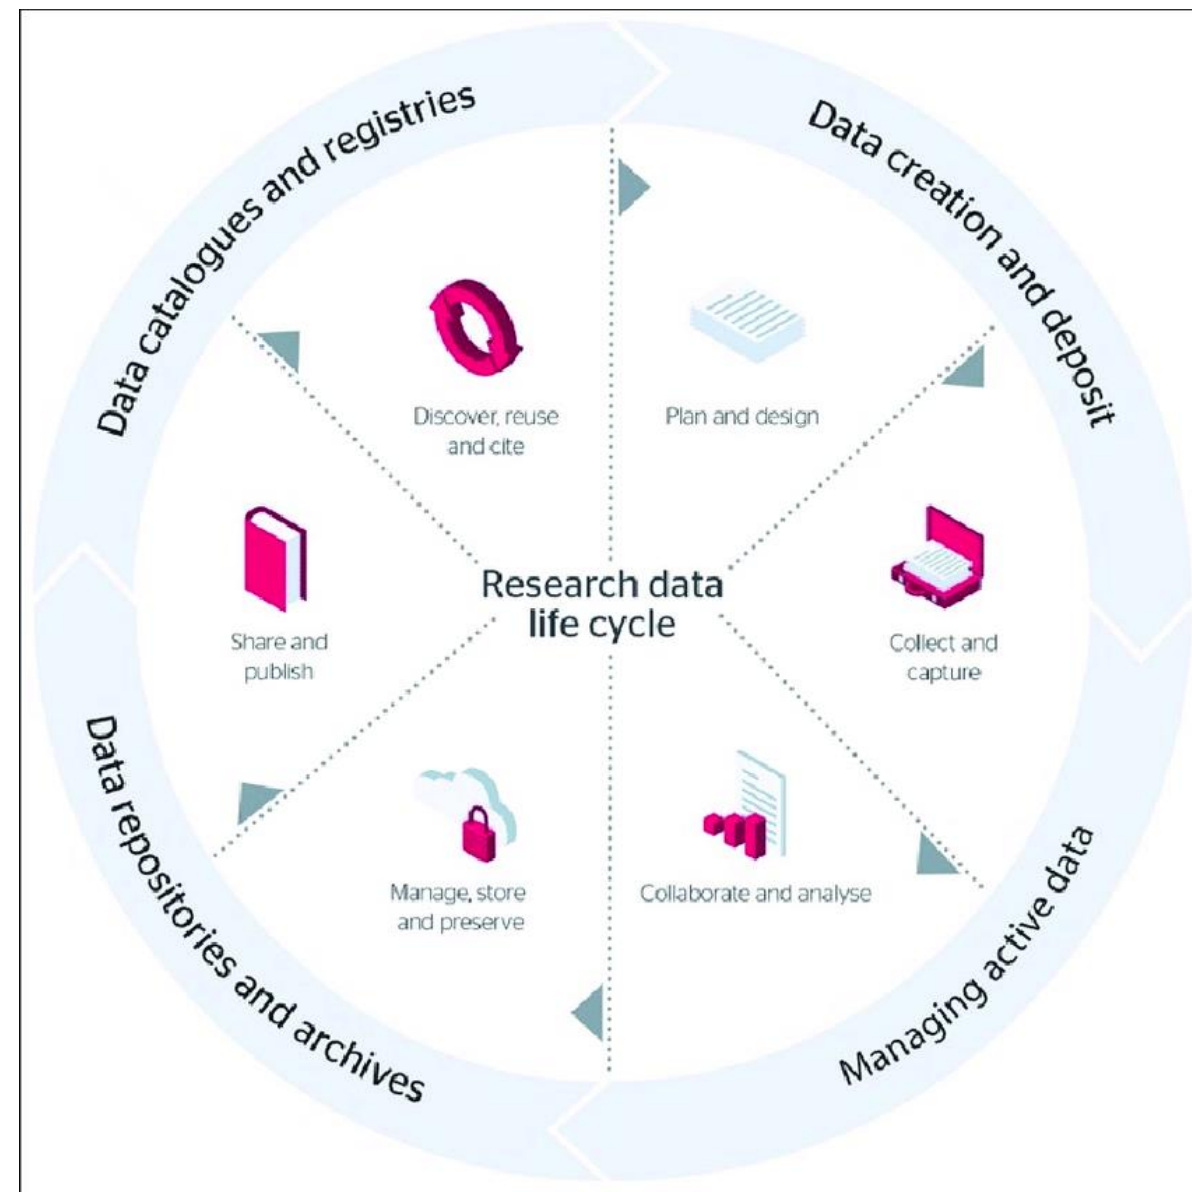 Data catalogues and registries
Data creation and deposit
Discover, reuse
and cite
Plan and design
Research data
life cycle
Share and
publish
Collect and
capture
Manage, store
and preserve
Collaborate and analyse
Data repositories and archives
Managing active data